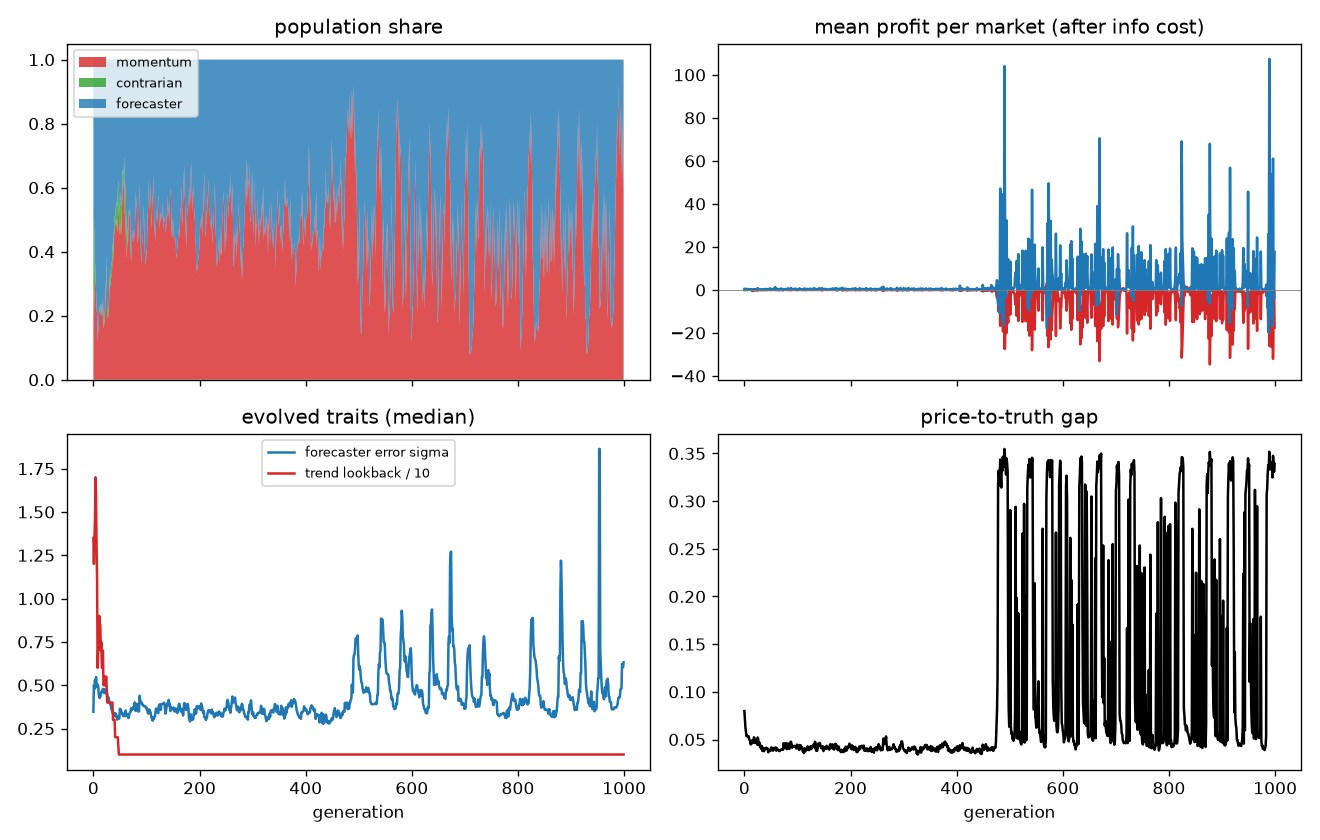 population share
1.0
0.8
0.6
0.4
0.2
0.0
momentum
contrarian
forecaster
mean profit per market (after info cost)
100
80
60
40
20
0
−20
−40
evolved traits (median)
1.75
1.50
1.25
1.00
0.75
0.50
0.25
forecaster error sigma
trend lookback / 10
0 200 400 600 800 1000
generation
price-to-truth gap
0.35
0.30
0.25
0.20
0.15
0.10
0.05
0 200 400 600 800 1000
generation